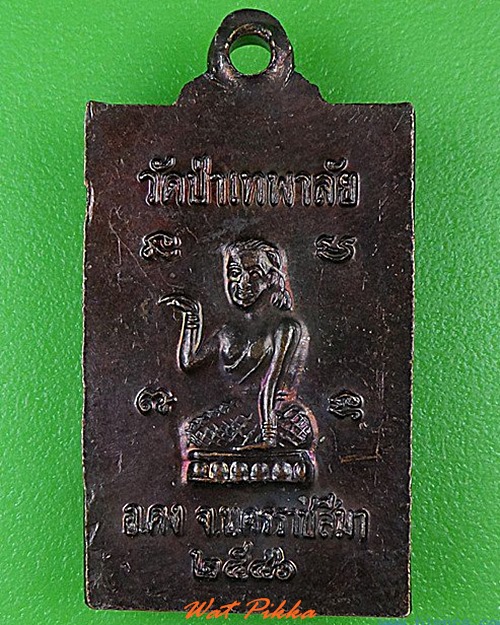 วัดป่าเทพาลัย
อ.คง จ.นครราชสีมา
๒๕๔๖
Wat Pikka